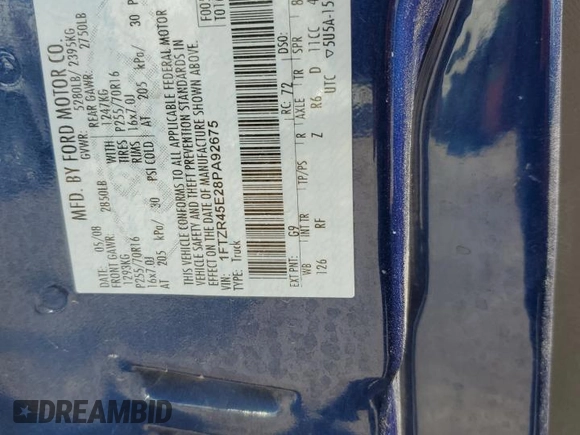 MFD. BY FORD MOTOR CO.
DATE: 05/08 GVWR: 5280LB/ 2395KG
FRONT GAWR: 2850LB REAR GAWR: 2750LB
1293KG WITH 1247KG
P255/70R16 TIRES P255/70R16
16x7.0J RIMS 16x7.0J
AT 205 kPa/ 30 PSI COLD AT 205 kPa/ 30 P
THIS VEHICLE CONFORMS TO ALL APPLICABLE FEDERAL MOTOR
VEHICLE SAFETY AND THEFT PREVENTION STANDARDS IN
EFFECT ON THE DATE OF MANUFACTURE SHOWN ABOVE.
VIN: 1FTZR45E28PA92675
TYPE: Truck
F005
T01
EXT PNT: G9 RC: 72 DSO:
WB INT TR TP/PS R AXLE TR SPR
126 RF Z R6 D 11CC
UTC ▽5U5A-15
DREAMBID